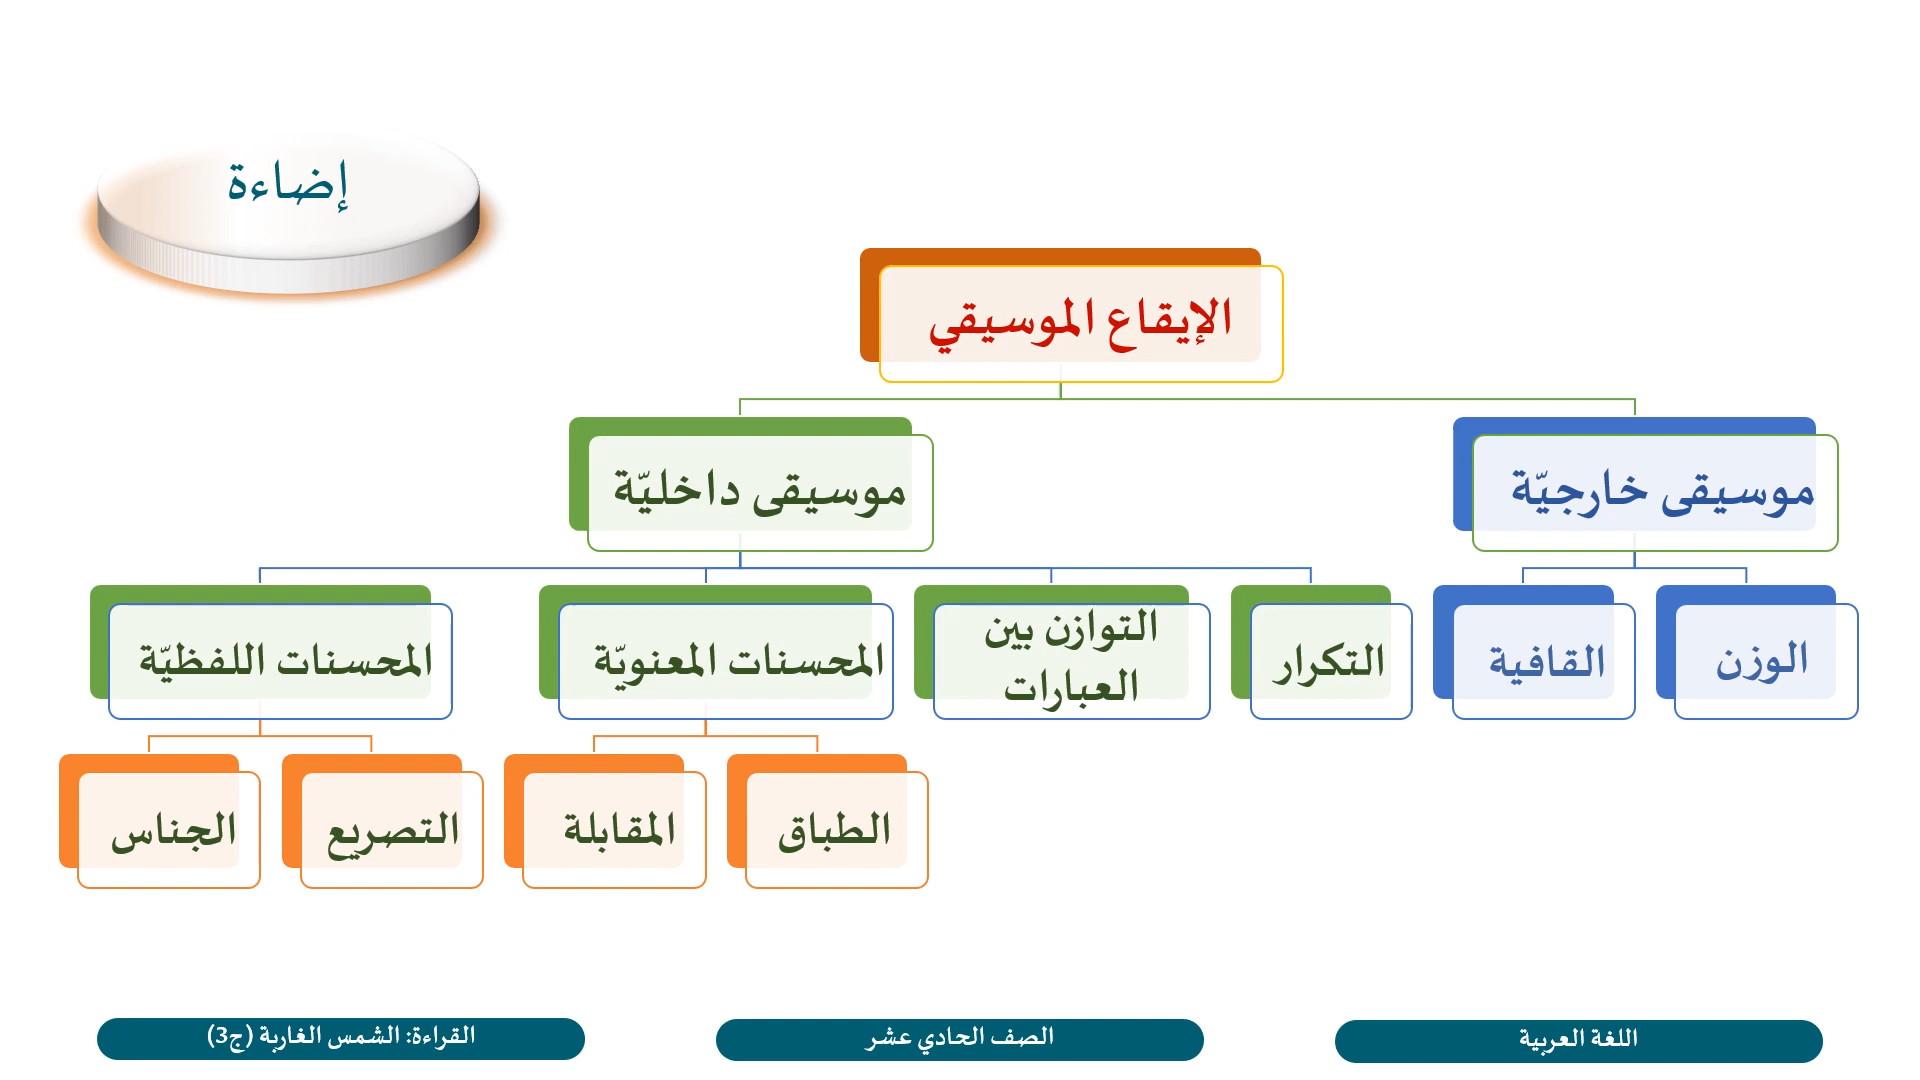 إضاءة
الإيقاع الموسيقي
موسيقى خارجيّة
موسيقى داخليّة
الوزن
القافية
التكرار
التوازن بين
العبارات
المحسنات المعنويّة
المحسنات اللفظيّة
الطباق
المقابلة
التصريع
الجناس
اللغة العربية
الصف الحادي عشر
القراءة: الشمس الغاربة (ج3)